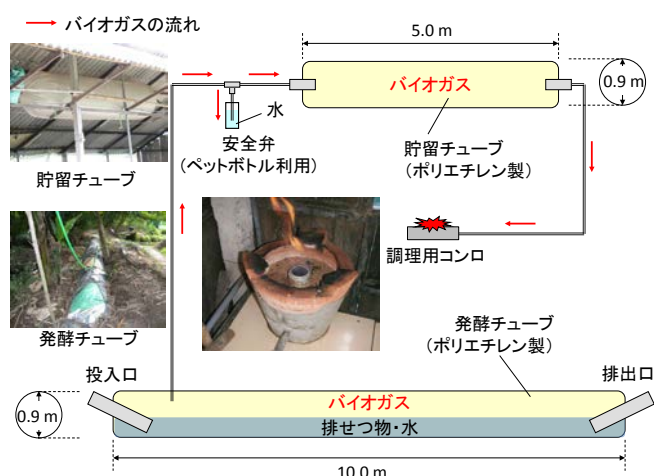 バイオガスの流れ
5.0 m
バイオガス
0.9 m
水
安全弁
(ペットボトル利用)
貯留チューブ
(ポリエチレン製)
貯留チューブ
調理用コンロ
発酵チューブ
発酵チューブ
(ポリエチレン製)
投入口
排出口
0.9 m
バイオガス
排せつ物・水
10.0 m